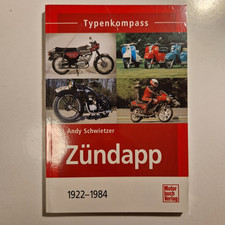 Typenkompass
Andy Schwietzer
Zündapp
1922–1984
Motor
buch
Verlag